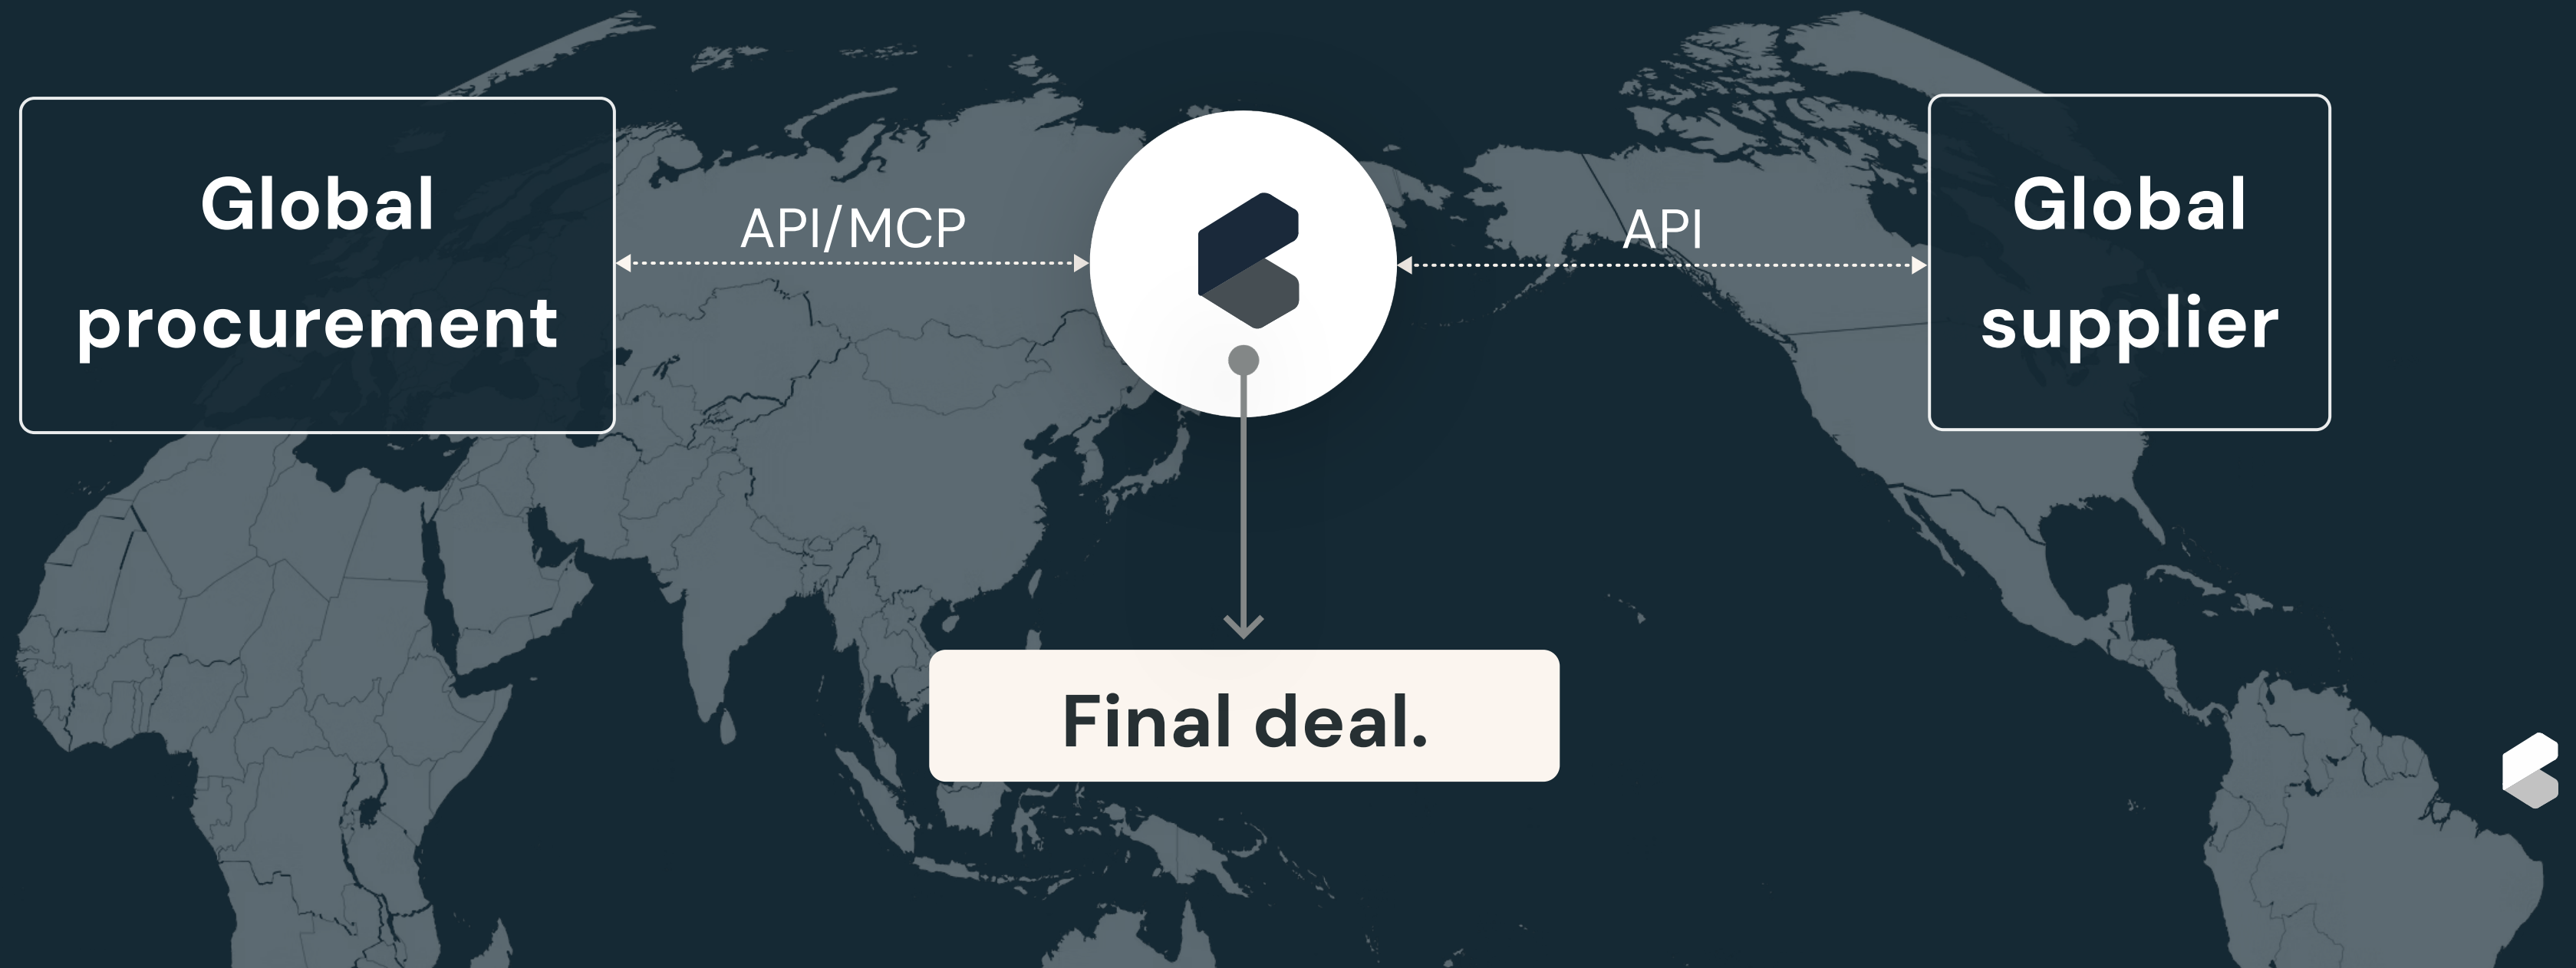 Global
procurement
API/MCP
API
Global
supplier
Final deal.